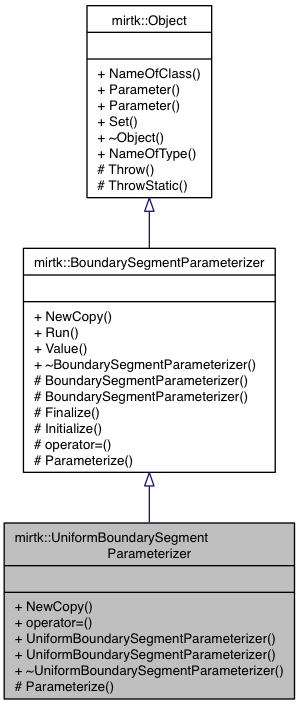 mirtk::Object
+ NameOfClass()
+ Parameter()
+ Parameter()
+ Set()
+ ~Object()
+ NameOfType()
# Throw()
# ThrowStatic()
mirtk::BoundarySegmentParameterizer
+ NewCopy()
+ Run()
+ Value()
+ ~BoundarySegmentParameterizer()
# BoundarySegmentParameterizer()
# BoundarySegmentParameterizer()
# Finalize()
# Initialize()
# operator=()
# Parameterize()
mirtk::UniformBoundarySegment
Parameterizer
+ NewCopy()
+ operator=()
+ UniformBoundarySegmentParameterizer()
+ UniformBoundarySegmentParameterizer()
+ ~UniformBoundarySegmentParameterizer()
# Parameterize()